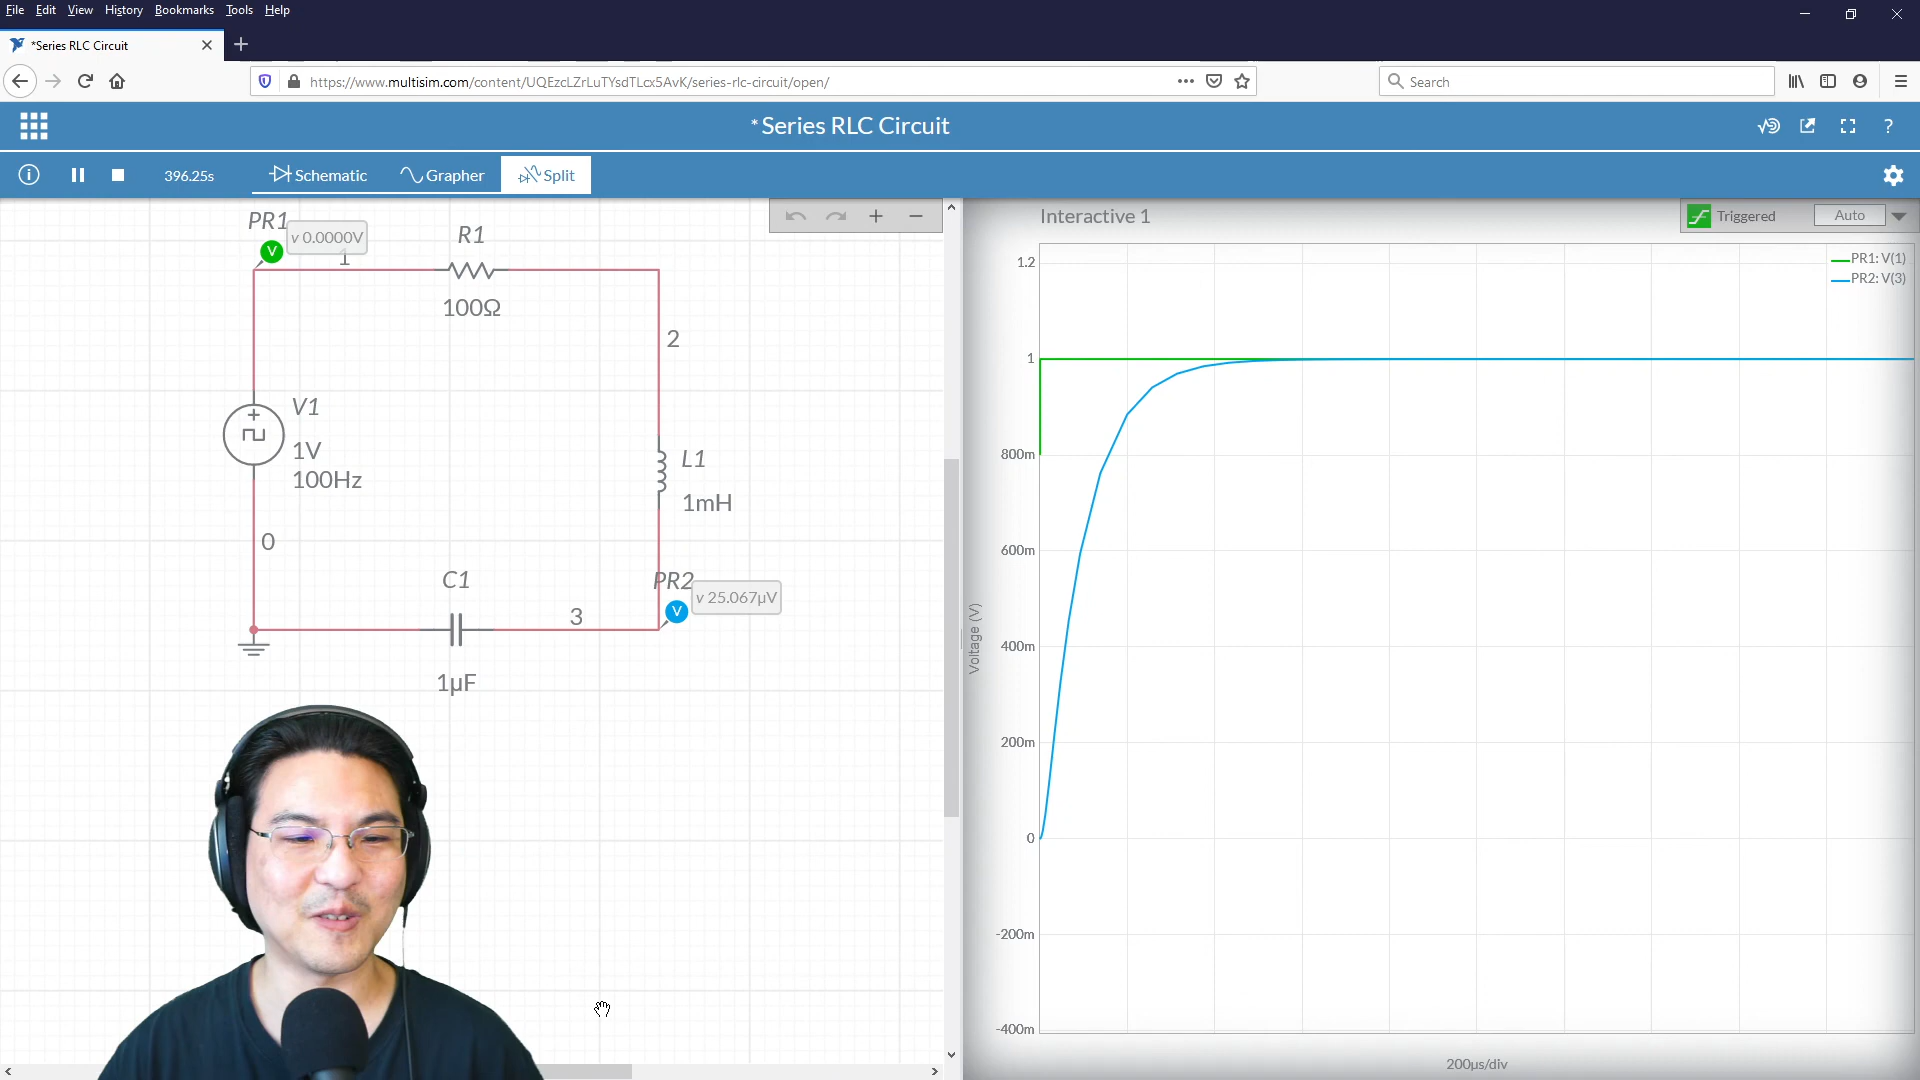 File Edit View History Bookmarks Tools Help
*Series RLC Circuit
https://www.multisim.com/content/UQEzcLZrLuTYsdTLcx5AvK/series-rlc-circuit/open/
Search
*Series RLC Circuit
396.25s
Schematic
Grapher
Split
PR1
V
v 0.0000V
1
R1
100Ω
2
V1
1V
100Hz
0
L1
1mH
C1
3
1µF
PR2
V
v 25.067µV
Interactive 1
Triggered
Auto
PR1: V(1)
PR2: V(3)
1.2
1
800m
600m
400m
200m
0
-200m
-400m
Voltage (V)
200µs/div